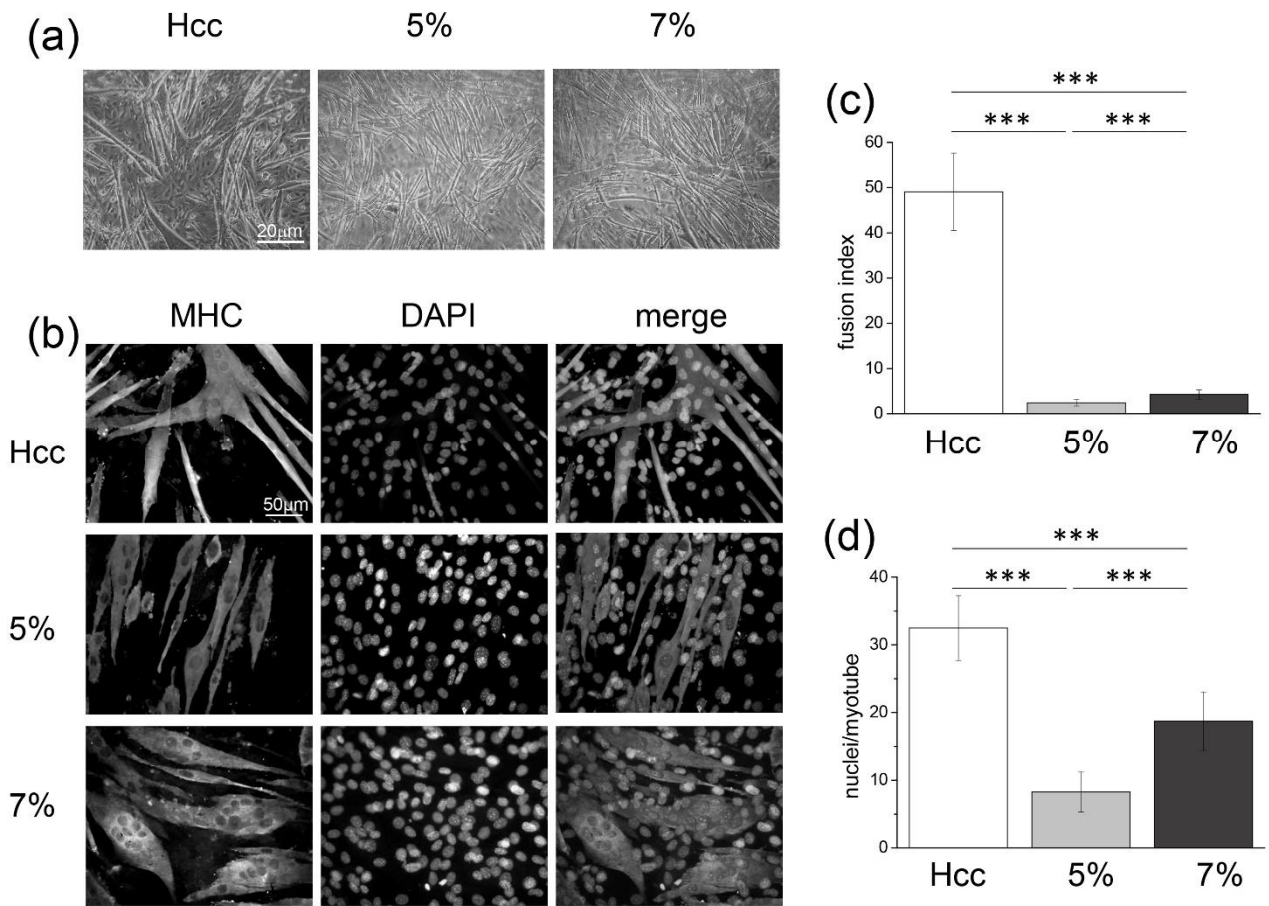 (a)
Hcc 5% 7%
20µm
(b)
MHC DAPI merge
Hcc
50µm
5%
7%
(c)
***
*** ***
60
50
40
30
20
10
0
fusion index
Hcc 5% 7%
(d)
***
*** ***
40
30
20
10
0
nuclei/myotube
Hcc 5% 7%